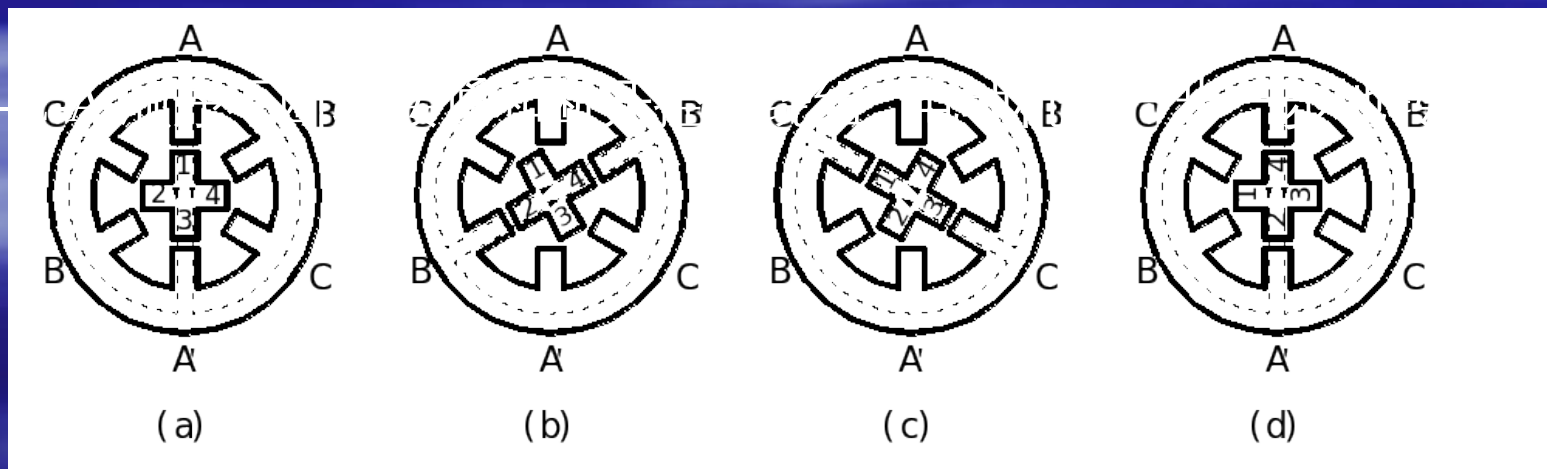 A A A A
C B C B C B C B
1 1 4 1 4 4
2 4 2 3 2 3 1 3
3 2
B C B C B C B C
A' A' A' A'
(a) (b) (c) (d)